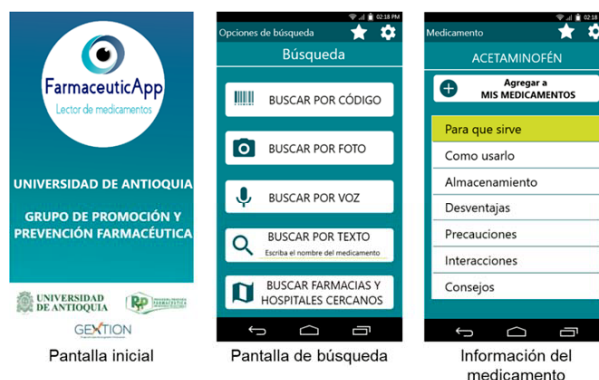 FarmaceuticApp
Lector de medicamentos
UNIVERSIDAD DE ANTIOQUIA
GRUPO DE PROMOCIÓN Y
PREVENCIÓN FARMACÉUTICA
UNIVERSIDAD
DE ANTIOQUIA
GEXTION
Pantalla inicial
02:18 PM
Opciones de búsqueda
Búsqueda
BUSCAR POR CÓDIGO
BUSCAR POR FOTO
BUSCAR POR VOZ
BUSCAR POR TEXTO
Escriba el nombre del medicamento
BUSCAR FARMACIAS Y
HOSPITALES CERCANOS
Pantalla de búsqueda
02:18
Medicamento
ACETAMINOFÉN
Agregar a
MIS MEDICAMENTOS
Para que sirve
Como usarlo
Almacenamiento
Desventajas
Precauciones
Interacciones
Consejos
Información del
medicamento